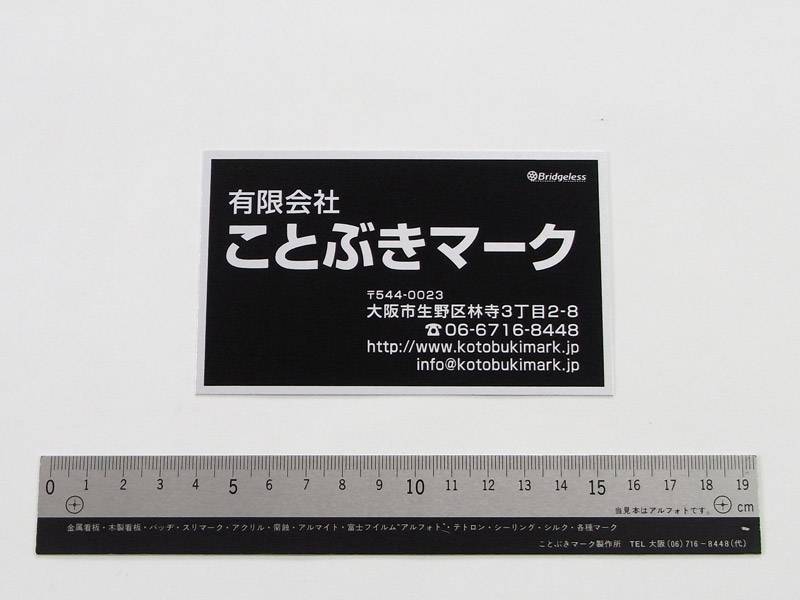 Bridgeless
有限会社
ことぶきマーク
〒544-0023
大阪市生野区林寺3丁目2-8
☎06-6716-8448
http://www.kotobukimark.jp
info@kotobukimark.jp
0 1 2 3 4 5 6 7 8 9 10 11 12 13 14 15 16 17 18 19
当見本はアルフォトです。 cm
金属看板・木製看板・バッヂ・スリマーク・アクリル・腐蝕・アルマイト・富士フイルム"アルフォト"・テトロン・シーリング・シルク・各種マーク
ことぶきマーク製作所 TEL 大阪(06)716-8448(代)